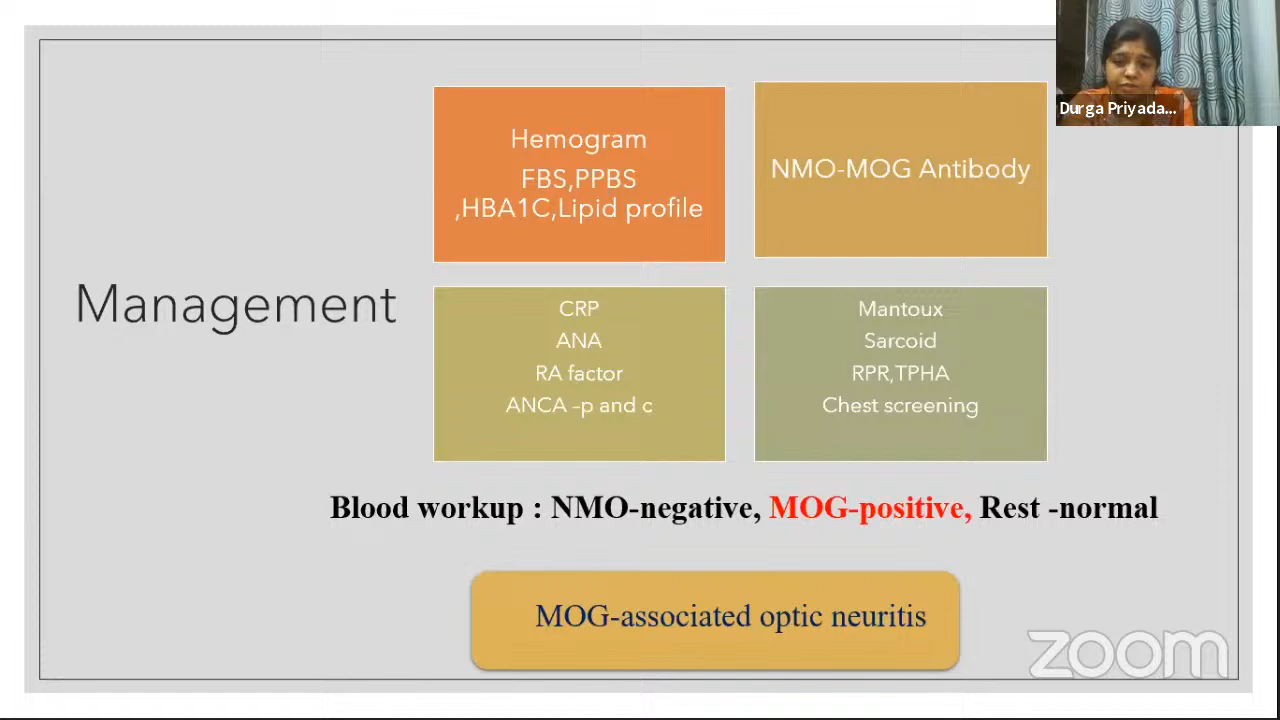 Durga Priyada...
Hemogram
FBS,PPBS
,HBA1C,Lipid profile
NMO-MOG Antibody
Management
CRP
ANA
RA factor
ANCA –p and c
Mantoux
Sarcoid
RPR,TPHA
Chest screening
Blood workup : NMO-negative, MOG-positive, Rest -normal
MOG-associated optic neuritis
zoom